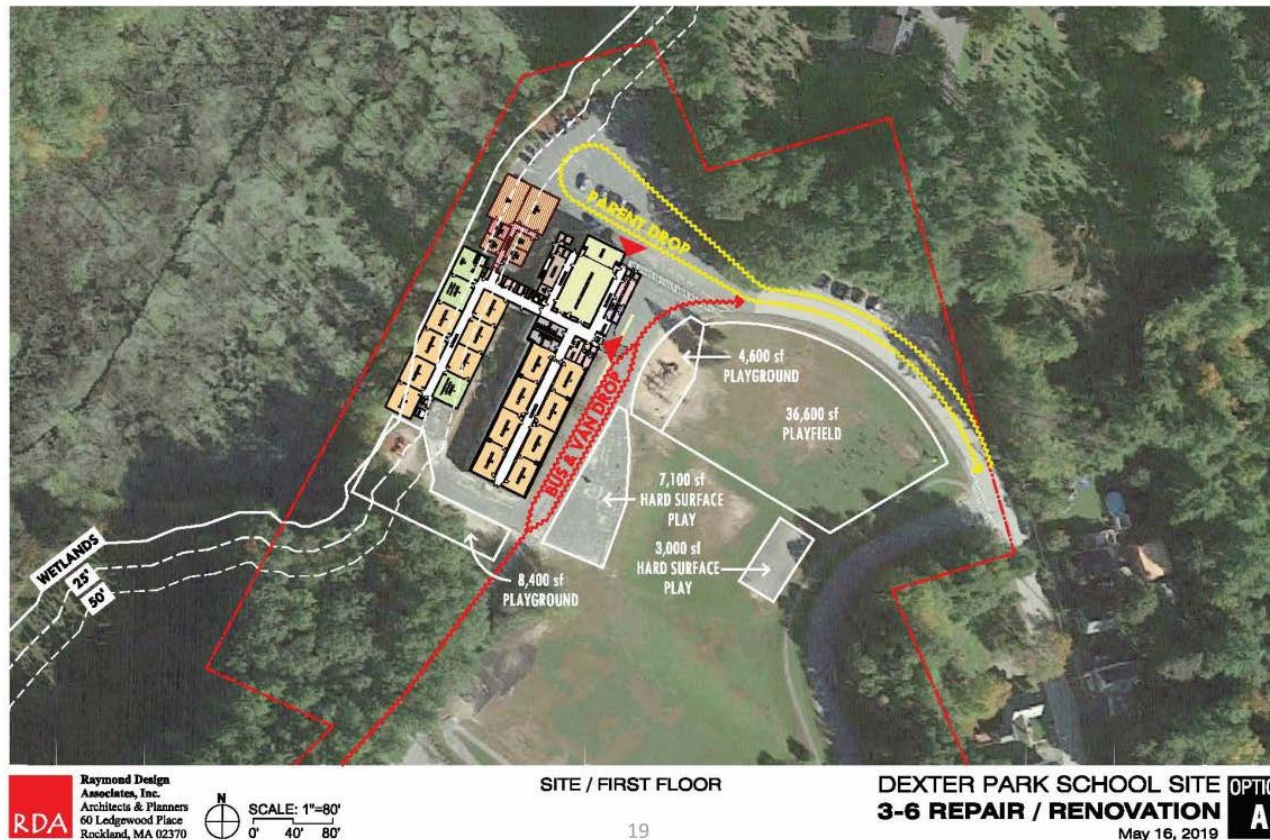 PARENT DROP
4,600 sf
PLAYGROUND
36,600 sf
PLAYFIELD
BUS & VAN DROP
7,100 sf
HARD SURFACE
PLAY
3,000 sf
HARD SURFACE
PLAY
WETLANDS
25'
50'
8,400 sf
PLAYGROUND
RDA
Raymond Design
Associates, Inc.
Architects & Planners
60 Ledgewood Place
Rockland, MA 02370
N
SCALE: 1"=80'
0' 40' 80'
SITE / FIRST FLOOR
19
DEXTER PARK SCHOOL SITE
3-6 REPAIR / RENOVATION
May 16, 2019
OPTIO
A